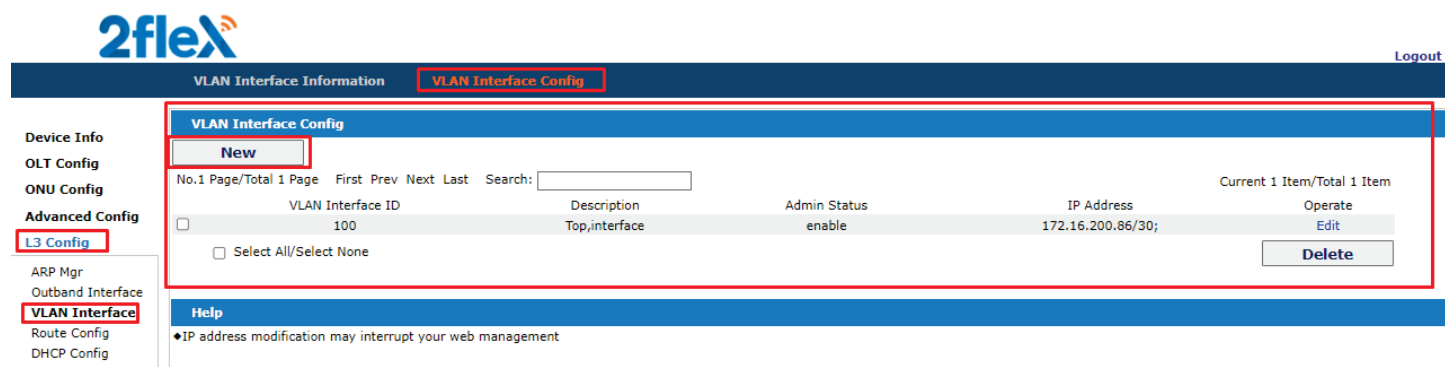 2flex
Logout
VLAN Interface Information VLAN Interface Config
Device Info
OLT Config
ONU Config
Advanced Config
L3 Config
ARP Mgr
Outband Interface
VLAN Interface
Route Config
DHCP Config
VLAN Interface Config
New
No.1 Page/Total 1 Page First Prev Next Last Search: Current 1 Item/Total 1 Item
VLAN Interface ID Description Admin Status IP Address Operate
100 Top,interface enable 172.16.200.86/30; Edit
Select All/Select None Delete
Help
◆IP address modification may interrupt your web management